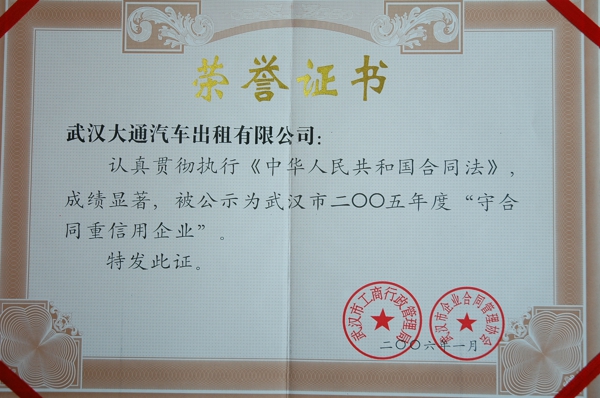 荣誉证书
武汉大通汽车出租有限公司：
认真贯彻执行《中华人民共和国合同法》，
成绩显著，被公示为武汉市二〇〇五年度“守合
同重信用企业”。
特发此证。
武汉市工商行政管理局
武汉市企业合同管理协会
二〇〇六年一月